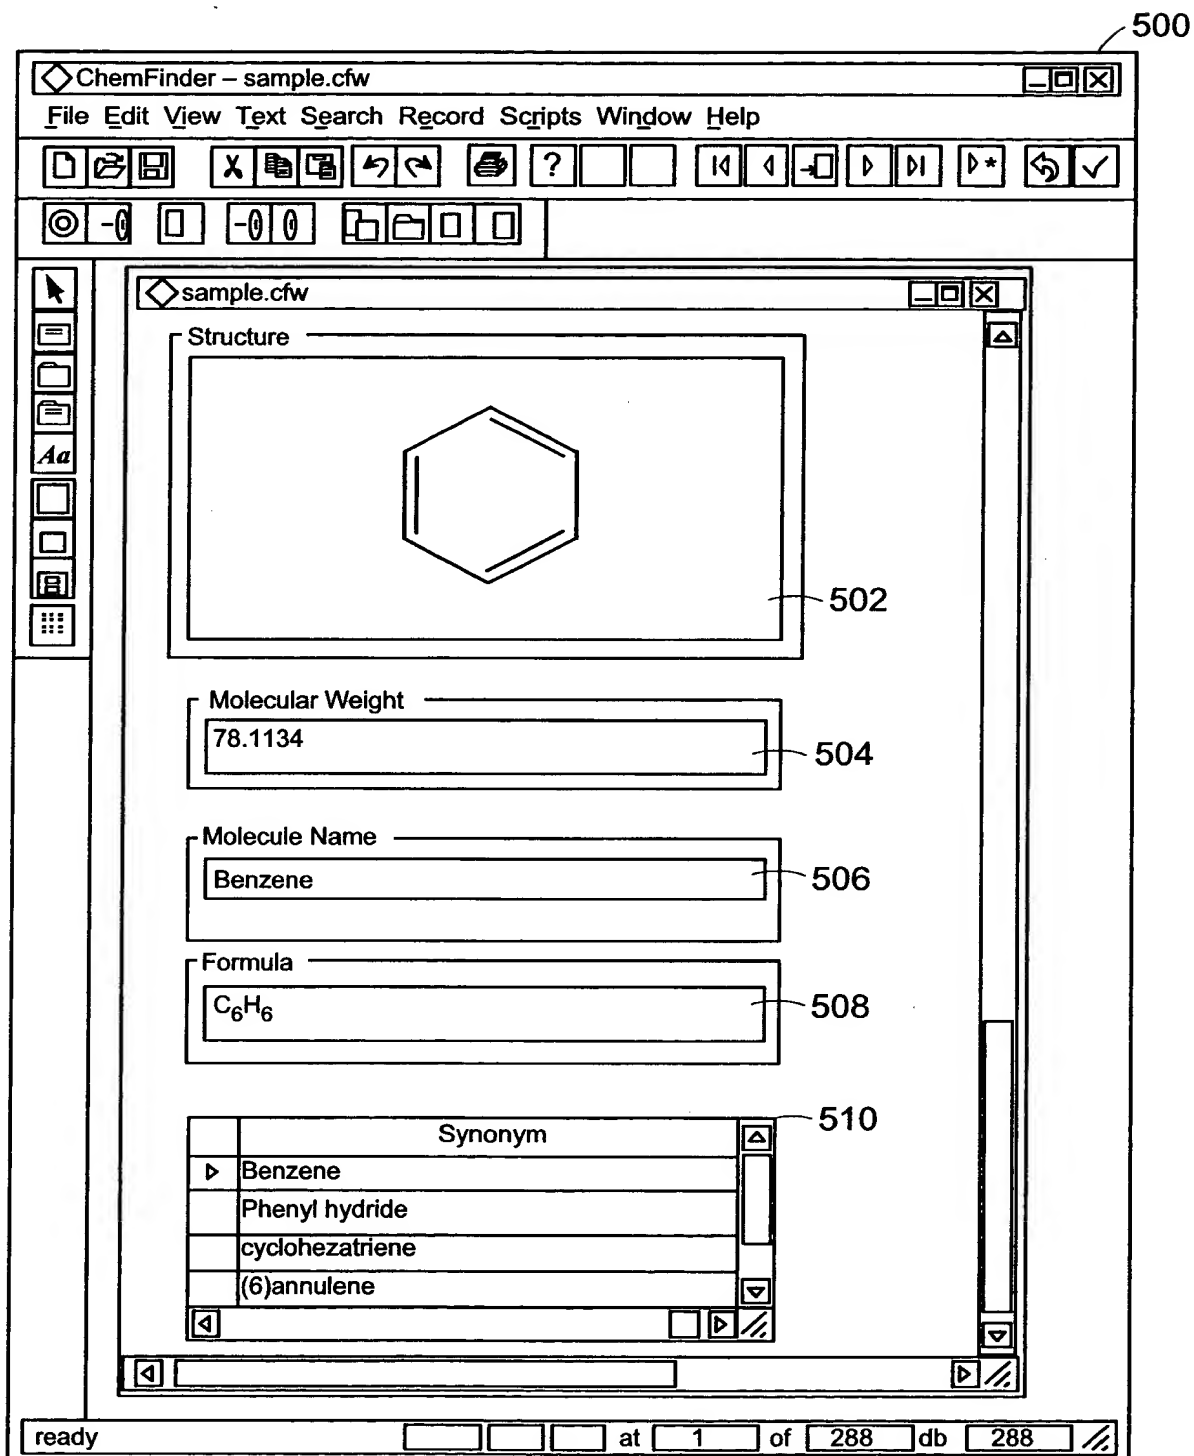 500
ChemFinder – sample.cfw
File Edit View Text Search Record Scripts Window Help
?
*
sample.cfw
Structure
Aa
502
Molecular Weight
78.1134
504
Molecule Name
Benzene
506
Formula
C₆H₆
508
510
Synonym
Benzene
Phenyl hydride
cyclohezatriene
(6)annulene
ready at 1 of 288 db 288